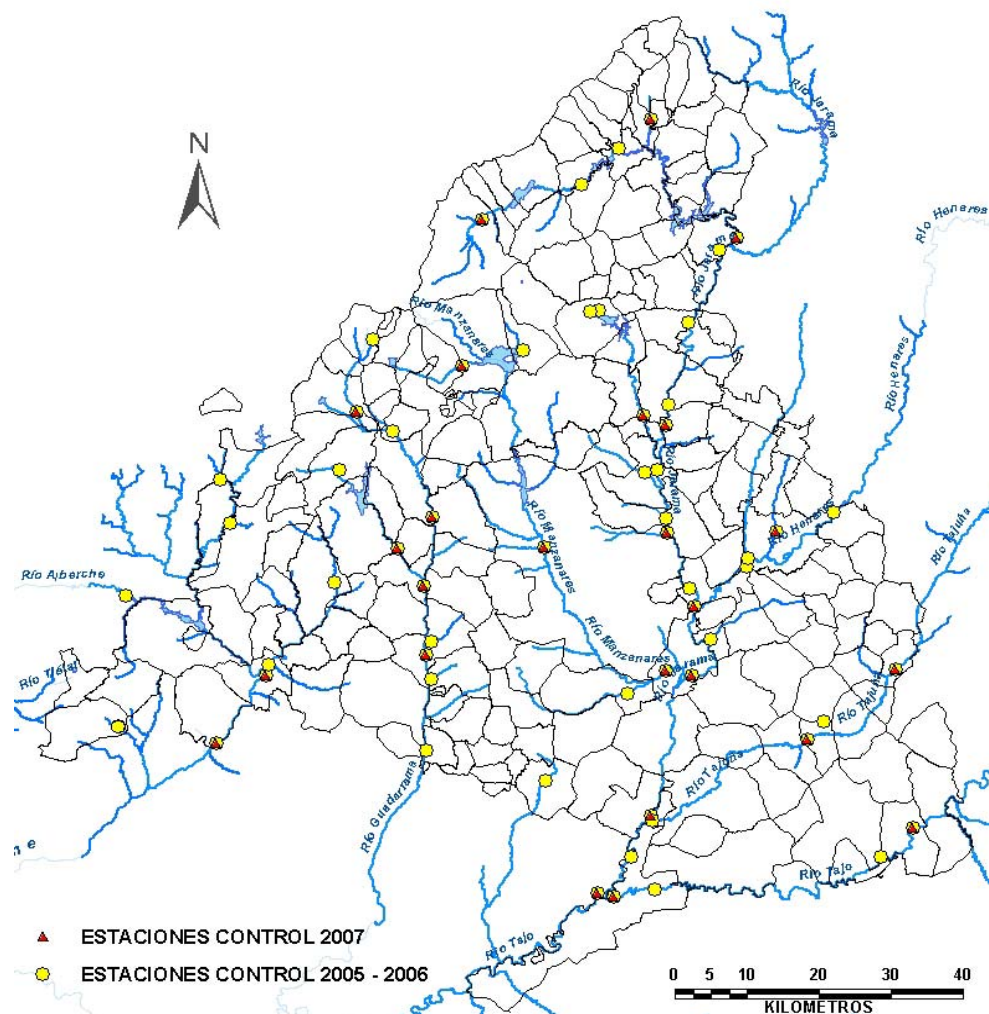 N
Río Jarama
Río Henares
Río Jarama
Río Manzanares
Río Henares
Río Jarama
Río Manzanares
Río Henares
Río Tajuña
Río Alberche
Río Manzanares
Río Jarama
Río Tietar
Río Tajuña
Río Tajuña
Río Guadarrama
Río Tajo
Río Tajo
ESTACIONES CONTROL 2007
ESTACIONES CONTROL 2005 - 2006
0 5 10 20 30 40
KILOMETROS